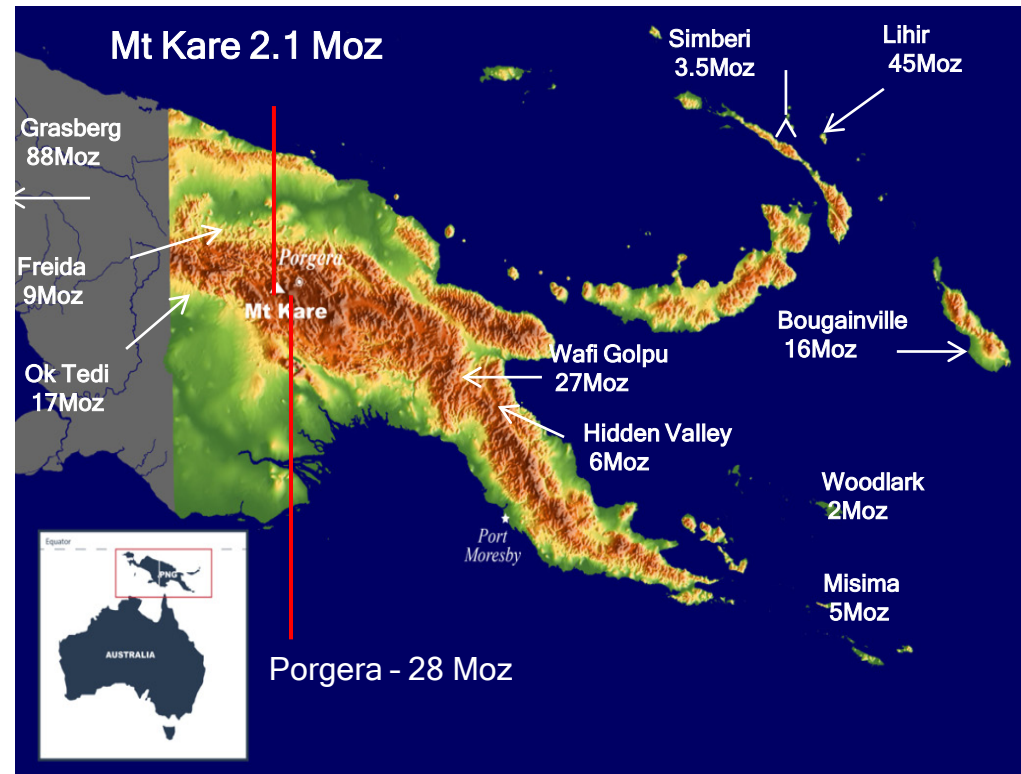 Mt Kare 2.1 Moz
Simberi
3.5Moz
Lihir
45Moz
Grasberg
88Moz
Freida
9Moz
Porgera
Mt Kare
Ok Tedi
17Moz
Wafi Golpu
27Moz
Bougainville
16Moz
Hidden Valley
6Moz
Woodlark
2Moz
Port
Moresby
Misima
5Moz
Equator
PNG
AUSTRALIA
Porgera - 28 Moz